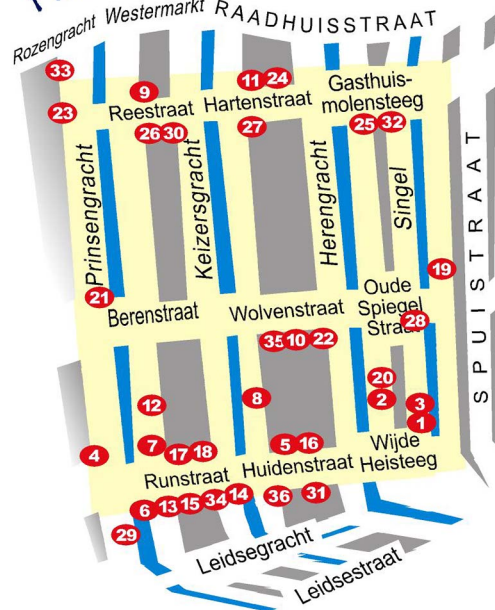 Rozengracht
Westermarkt
RAADHUISSTRAAT
33
9
11 24
Gasthuis-
molensteeg
23
Reestraat
Hartenstraat
26 30
27
25 32
Prinsengracht
Keizersgracht
Herengracht
Singel
SPUISTRAAT
19
21
Berenstraat
Wolvenstraat
Oude
Spiegel
Straat
28
35 10 22
20
12
8
2
3
1
7
17 18
5 16
4
Wijde
Heisteeg
Runstraat
Huidenstraat
6 13 15 34 14
36 31
29
Leidsegracht
Leidsestraat